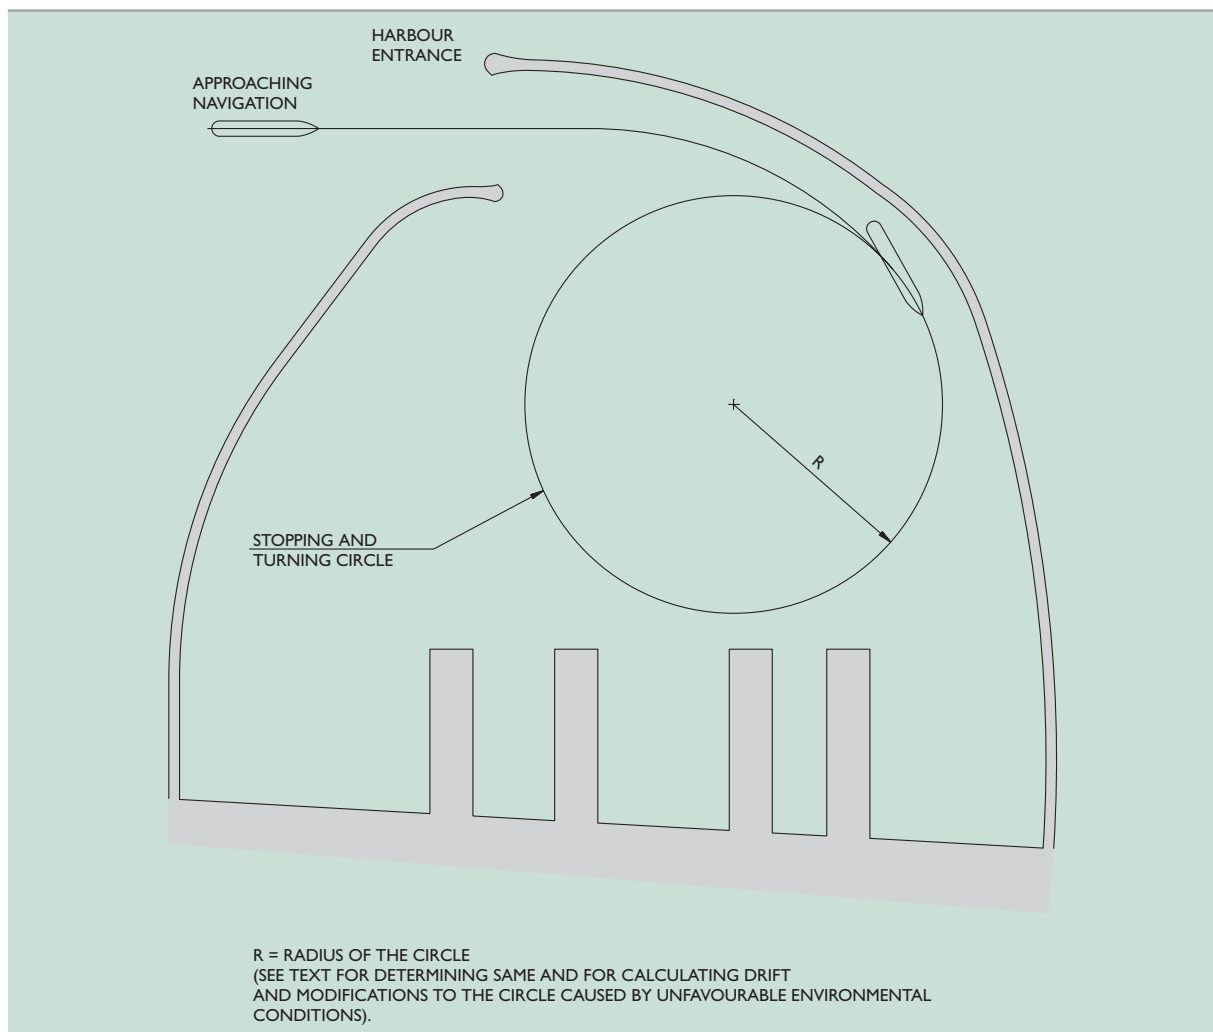 HARBOUR
ENTRANCE
APPROACHING
NAVIGATION
R
STOPPING AND
TURNING CIRCLE
R = RADIUS OF THE CIRCLE
(SEE TEXT FOR DETERMINING SAME AND FOR CALCULATING DRIFT
AND MODIFICATIONS TO THE CIRCLE CAUSED BY UNFAVOURABLE ENVIRONMENTAL
CONDITIONS).